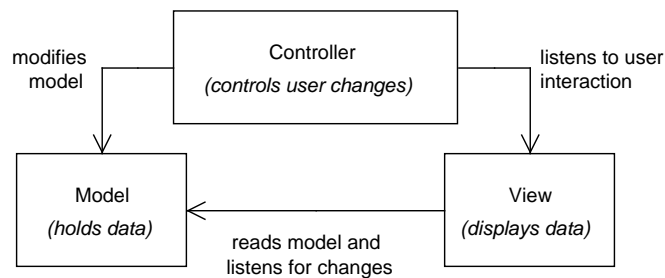 modifies
model
Controller
(controls user changes)
listens to user
interaction
Model
(holds data)
View
(displays data)
reads model and
listens for changes